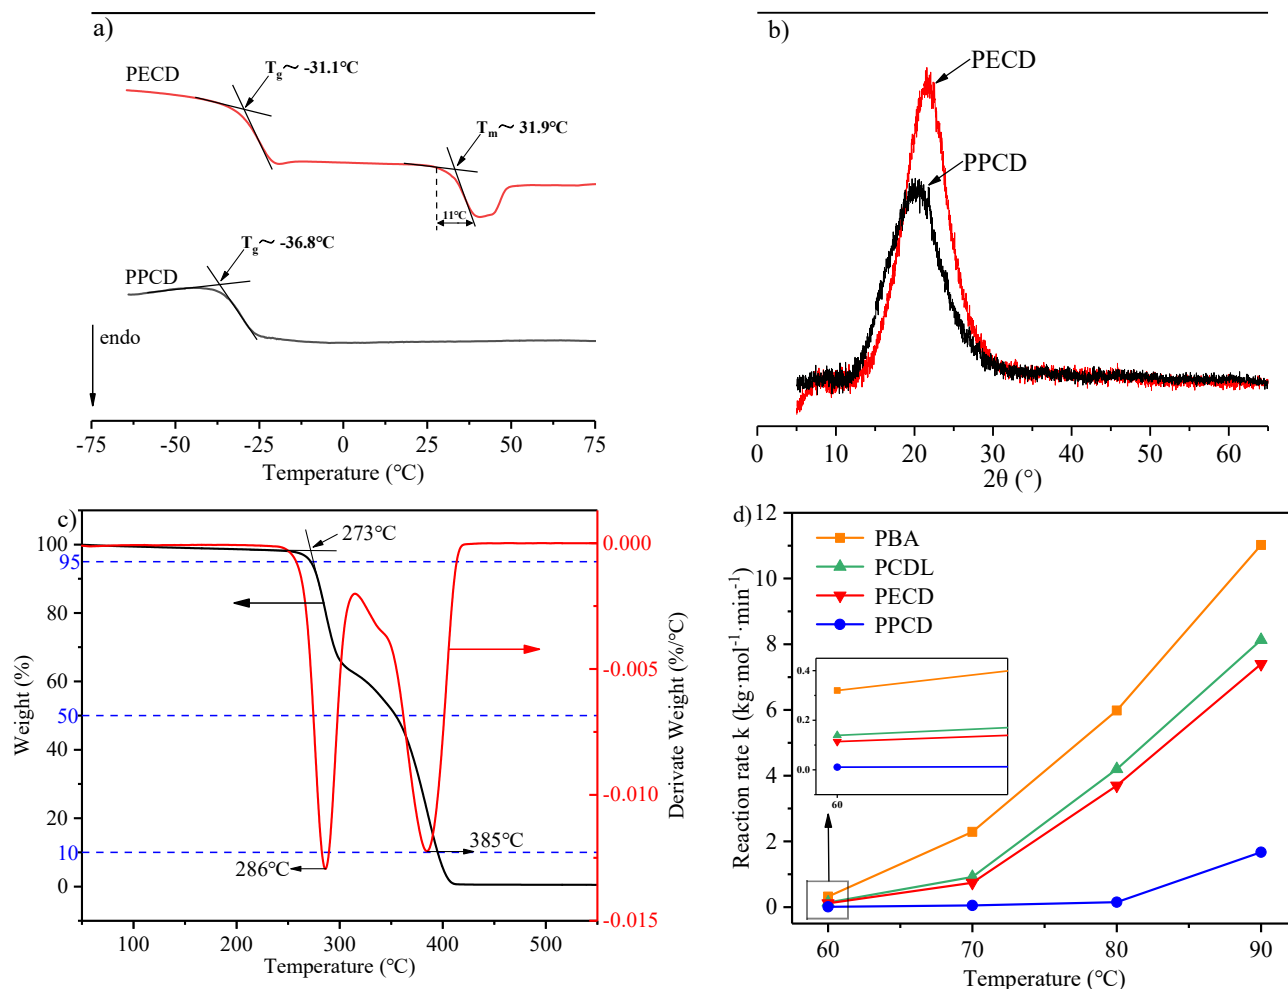 a)
PECD
Tg～ -31.1℃
Tm～ 31.9℃
11℃
Tg～ -36.8℃
PPCD
endo
-75 -50 -25 0 25 50 75
Temperature (℃)
b)
PECD
PPCD
0 10 20 30 40 50 60
2θ (°)
c)
273℃
100
95
80
60
50
40
20
10
0
Weight (%)
286℃
385℃
0.000
-0.005
-0.010
-0.015
Derivate Weight (%/℃)
100 200 300 400 500
Temperature (℃)
d)
PBA
PCDL
PECD
PPCD
12
10
8
6
4
2
0
Reaction rate k (kg·mol⁻¹·min⁻¹)
0.4
0.2
0.0
60
60 70 80 90
Temperature (℃)